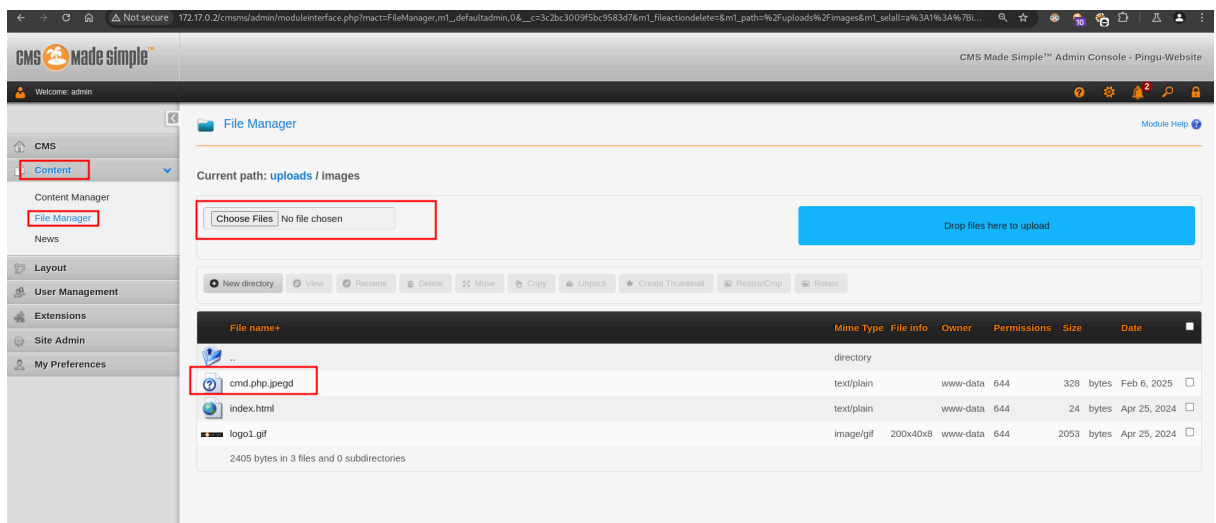 Not secure 172.17.0.2/cmsms/admin/moduleinterface.php?mact=FileManager,m1_,defaultadmin,0&__c=3c2bc3009f5bc9583d7&m1_fileactiondelete=&m1_path=%2Fuploads%2Fimages&m1_selall=a%3A1%3A%7Bi... 10
CMS Made Simple™ CMS Made Simple™ Admin Console - Pingu-Website
Welcome: admin 2
File Manager Module Help
CMS
Content
Content Manager
File Manager
News
Layout
User Management
Extensions
Site Admin
My Preferences
Current path: uploads / images
Choose Files No file chosen
Drop files here to upload
New directory View Rename Delete Move Copy Unpack Create Thumbnail Resize/Crop Rotate
File name+ Mime Type File info Owner Permissions Size Date
.. directory
cmd.php.jpegd text/plain www-data 644 328 bytes Feb 6, 2025
index.html text/plain www-data 644 24 bytes Apr 25, 2024
logo1.gif image/gif 200x40x8 www-data 644 2053 bytes Apr 25, 2024
2405 bytes in 3 files and 0 subdirectories